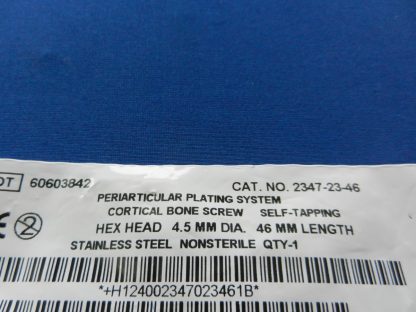 LOT 60603842 CAT. NO. 2347-23-46
PERIARTICULAR PLATING SYSTEM
CORTICAL BONE SCREW SELF-TAPPING
HEX HEAD 4.5 MM DIA. 46 MM LENGTH
STAINLESS STEEL NONSTERILE QTY-1
*+H124002347023461B*